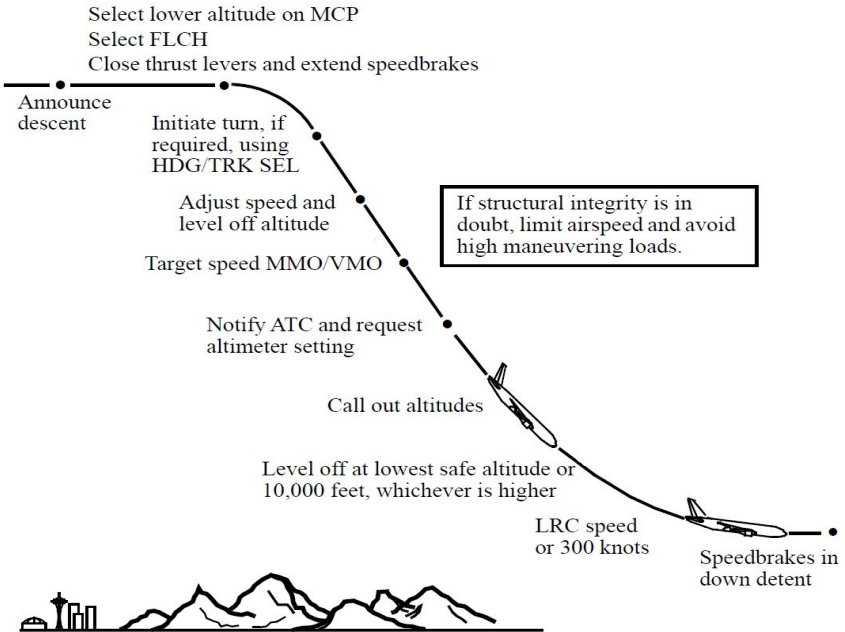 Select lower altitude on MCP
Select FLCH
Close thrust levers and extend speedbrakes
Announce
descent
Initiate turn, if
required, using
HDG/TRK SEL
Adjust speed and
level off altitude
If structural integrity is in
doubt, limit airspeed and avoid
high maneuvering loads.
Target speed MMO/VMO
Notify ATC and request
altimeter setting
Call out altitudes
Level off at lowest safe altitude or
10,000 feet, whichever is higher
LRC speed
or 300 knots
Speedbrakes in
down detent